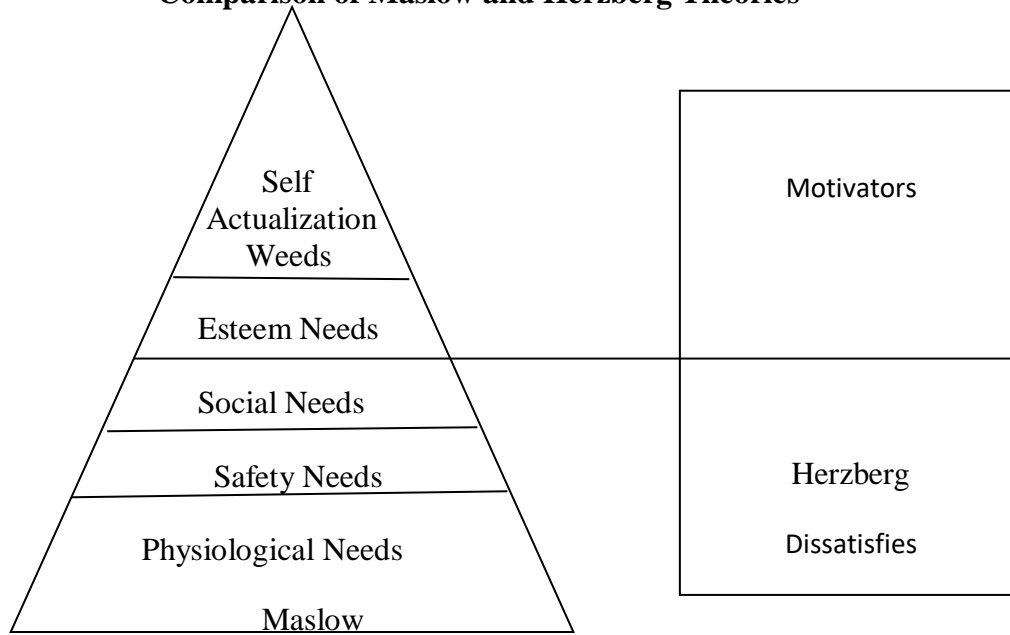 Comparison of Maslow and Herzberg Theories
Self
Actualization
Weeds
Esteem Needs
Social Needs
Safety Needs
Physiological Needs
Maslow
Motivators
Herzberg
Dissatisfies